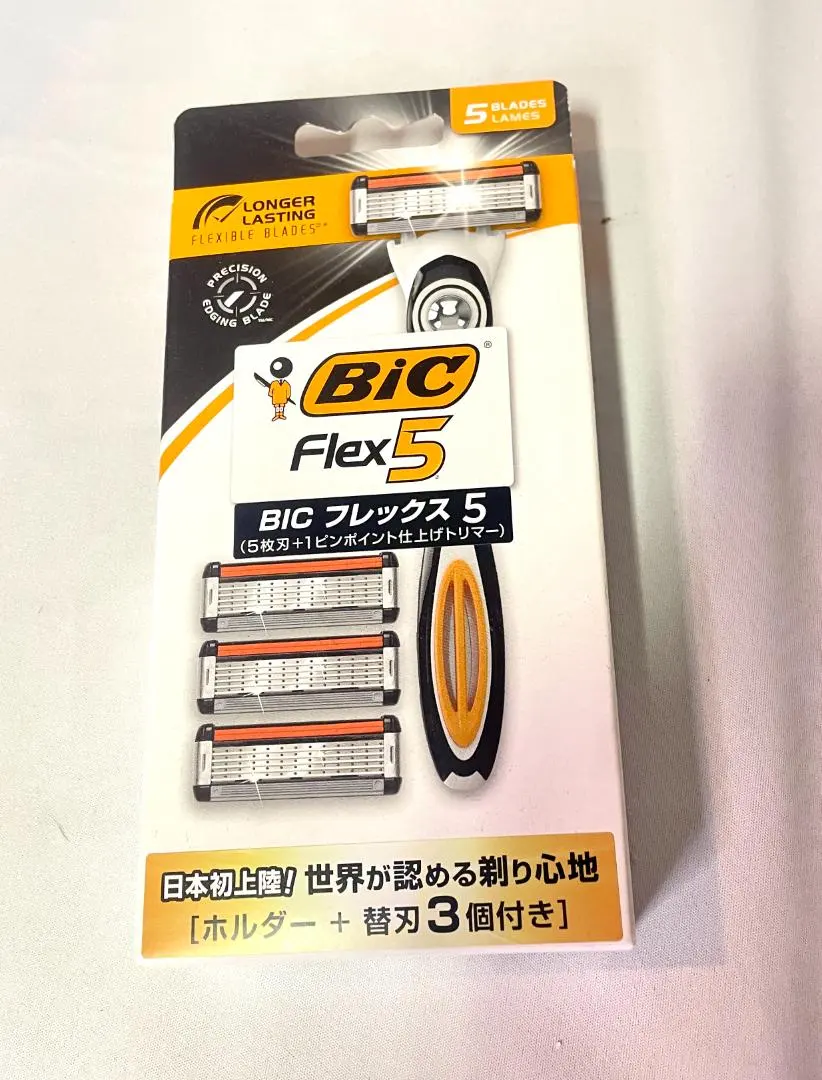 5 BLADES
LAMES
LONGER
LASTING
FLEXIBLE BLADES
PRECISION
EDGING BLADE
BiC®
Flex5
BIC フレックス 5
(5枚刃+1ピンポイント仕上げトリマー)
日本初上陸! 世界が認める剃り心地
[ホルダー + 替刃3個付き]